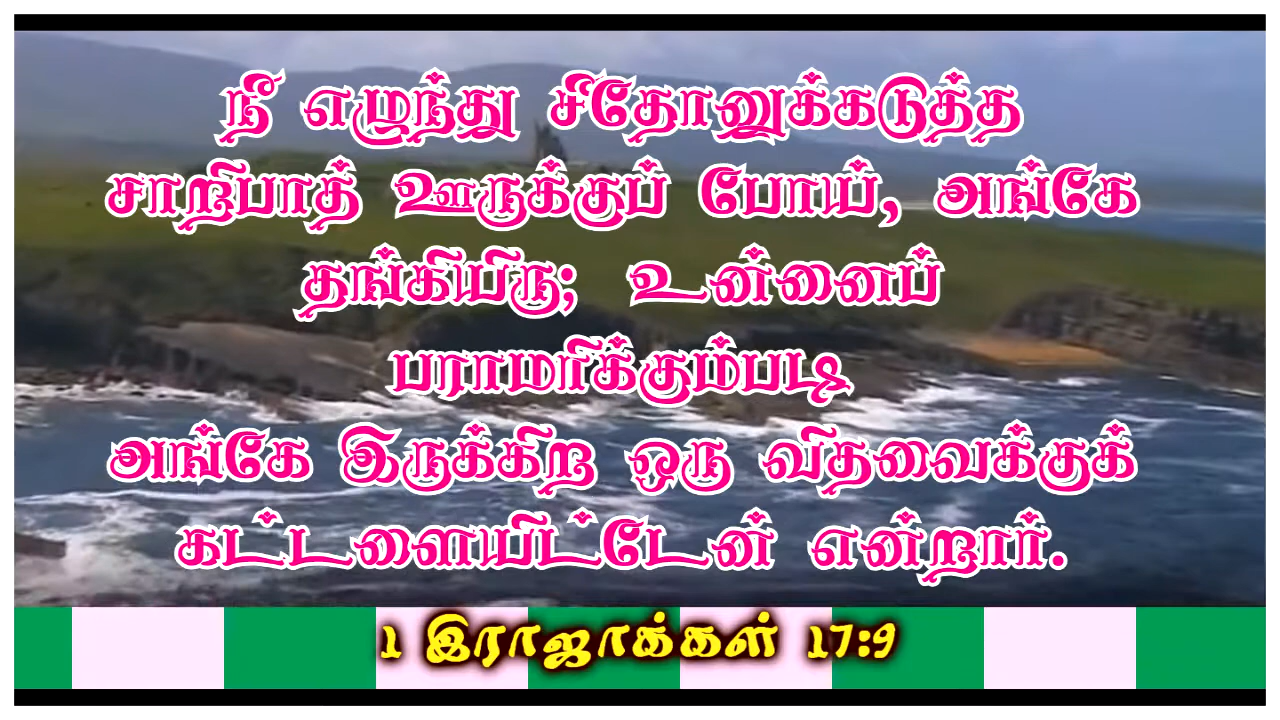 நீ எழுந்து சீதோனுக்கடுத்த
சாறிபாத் ஊருக்குப் போய், அங்கே
தங்கியிரு; உன்னைப்
பராமரிக்கும்படி
அங்கே இருக்கிற ஒரு விதவைக்குக்
கட்டளையிட்டேன் என்றார்.
1 இராஜாக்கள் 17:9